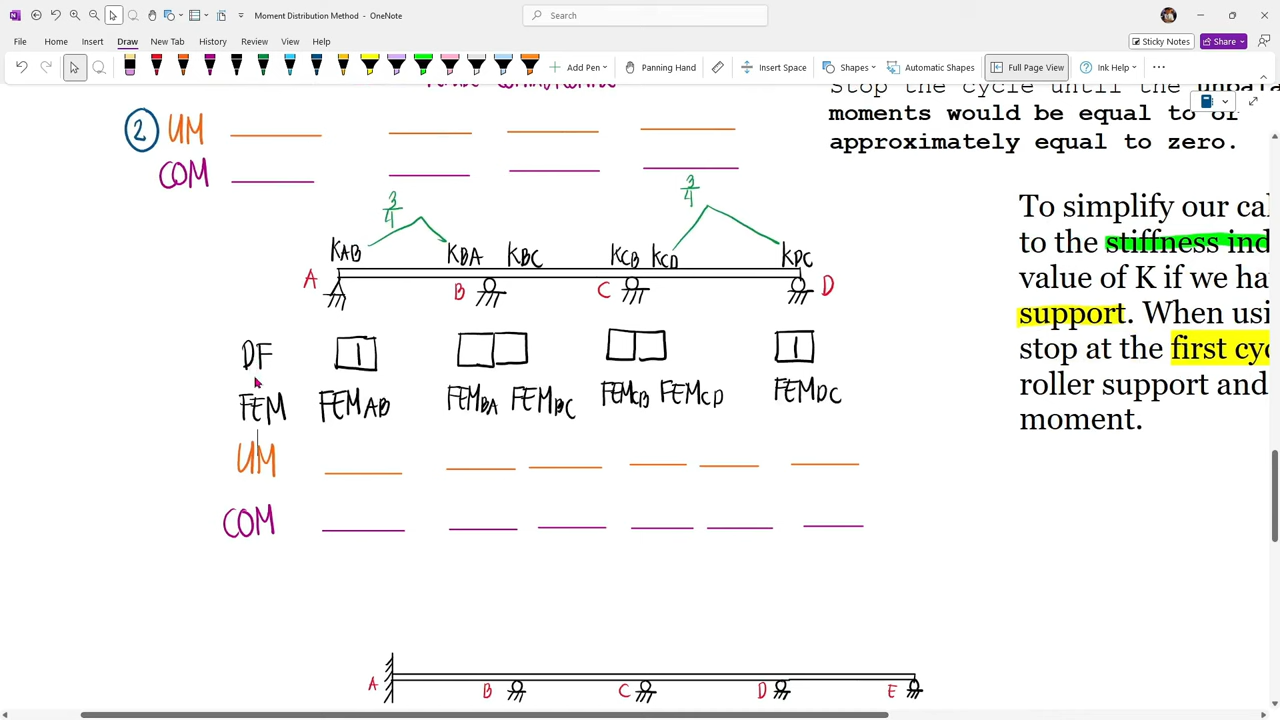 Moment Distribution Method - OneNote
Search
File Home Insert Draw New Tab History Review View Help
Sticky Notes Share
Add Pen Panning Hand Insert Space Shapes Automatic Shapes Full Page View Ink Help
Stop the cycle until the unbala
moments would be equal to or
approximately equal to zero.
2 UM
COM
3/4 3/4
KAB KBA KBC KCB KCD KDC
A B C D
DF 1 1
FEM FEMAB FEMBA FEMBC FEMCB FEMCD FEMDC
UM
COM
To simplify our cal
to the stiffness ind
value of K if we ha
support. When usi
stop at the first cyc
roller support and
moment.
A B C D E